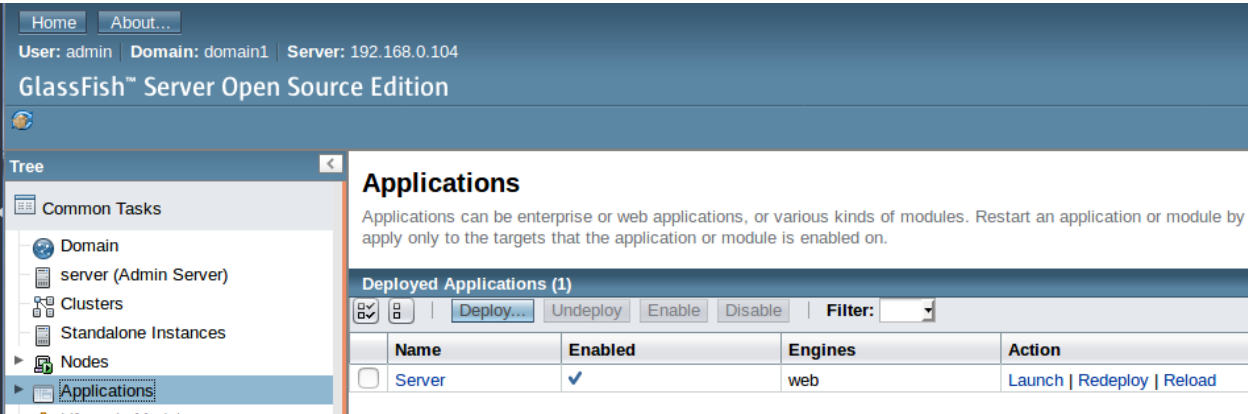 Home About...
User: admin Domain: domain1 Server: 192.168.0.104
GlassFish™ Server Open Source Edition
Tree
Common Tasks
Domain
server (Admin Server)
Clusters
Standalone Instances
Nodes
Applications
Applications
Applications can be enterprise or web applications, or various kinds of modules. Restart an application or module by
apply only to the targets that the application or module is enabled on.
Deployed Applications (1)
Deploy... Undeploy Enable Disable Filter:
Name Enabled Engines Action
Server web Launch | Redeploy | Reload